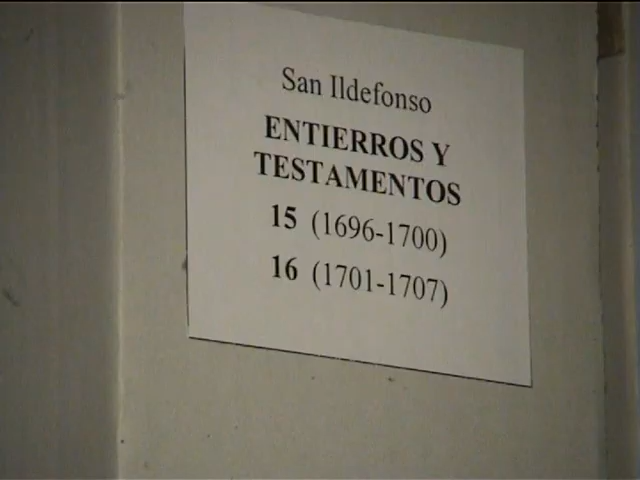 San Ildefonso
ENTIERROS Y
TESTAMENTOS
15 (1696-1700)
16 (1701-1707)